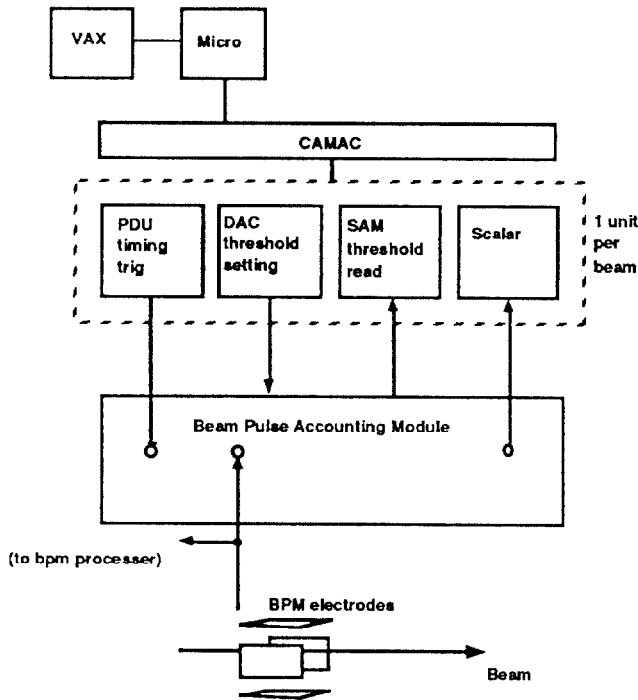 VAX
Micro
CAMAC
PDU
timing
trig
DAC
threshold
setting
SAM
threshold
read
Scalar
1 unit
per
beam
Beam Pulse Accounting Module
(to bpm processer)
BPM electrodes
Beam